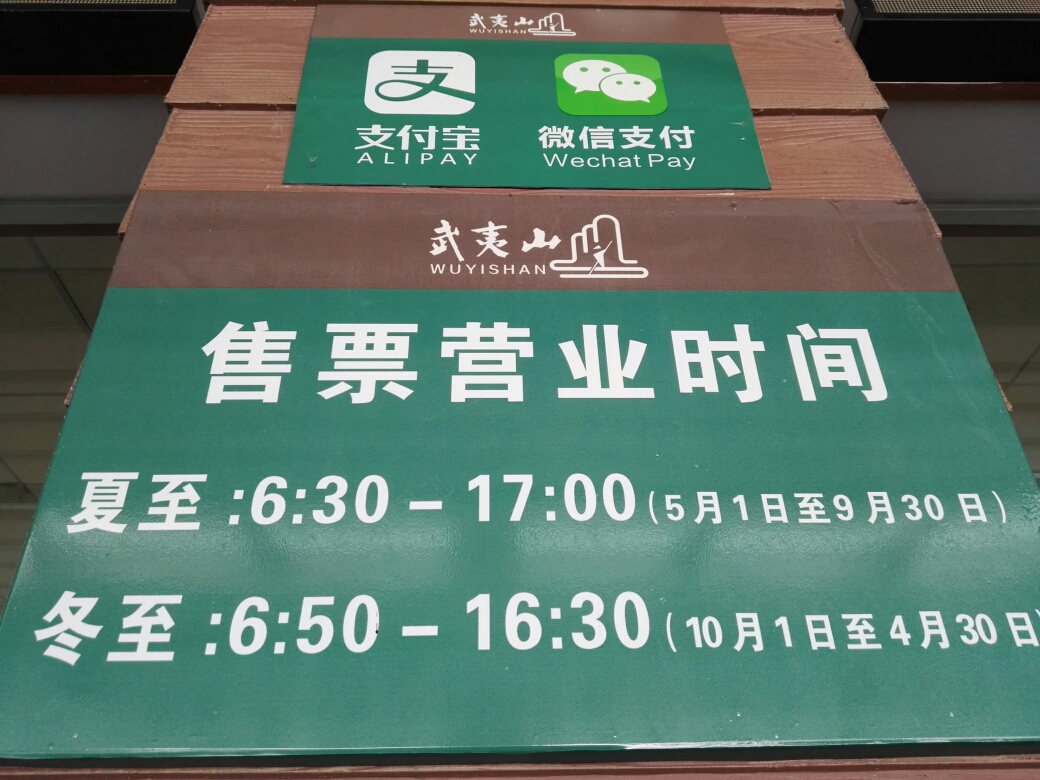 武夷山
WUYISHAN
支付宝 微信支付
ALIPAY Wechat Pay
武夷山
WUYISHAN
售票营业时间
夏至:6:30-17:00(5月1日至9月30日)
冬至:6:50-16:30(10月1日至4月30日)